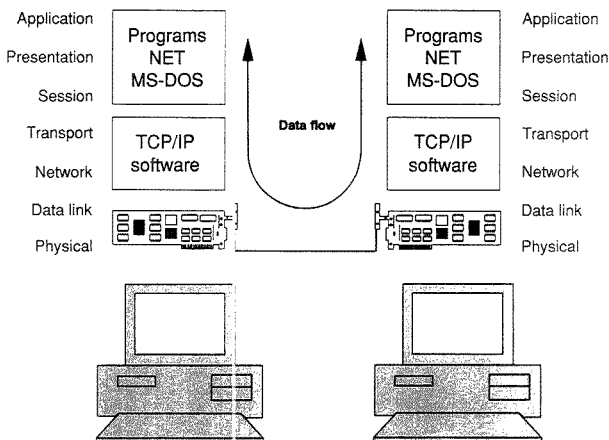 Application
Presentation
Session
Transport
Network
Data link
Physical
Programs
NET
MS-DOS
TCP/IP
software
Data flow
Programs
NET
MS-DOS
TCP/IP
software
Application
Presentation
Session
Transport
Network
Data link
Physical